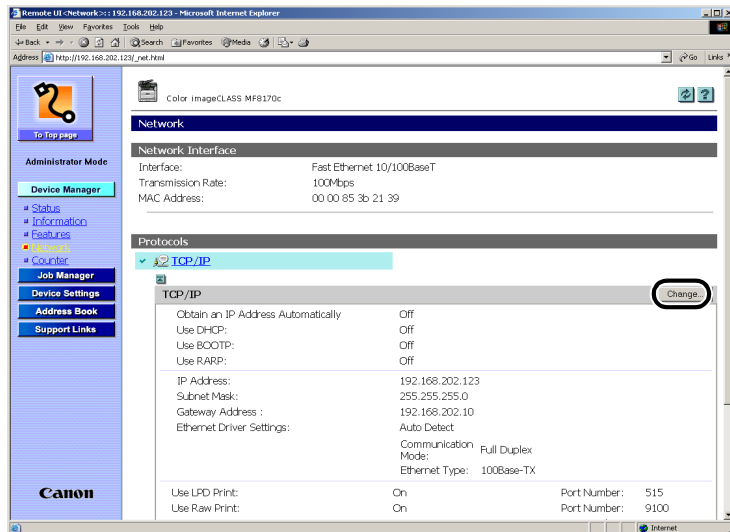 Remote UI <Network> : : 192.168.202.123 - Microsoft Internet Explorer
File Edit View Favorites Tools Help
Back Search Favorites Media
Address http://192.168.202.123/_net.html Go Links
To Top page
Color imageCLASS MF8170c
Network
Administrator Mode
Network Interface
Interface: Fast Ethernet 10/100BaseT
Transmission Rate: 100Mbps
MAC Address: 00 00 85 3b 21 39
Device Manager
Status
Information
Features
Network
Counter
Job Manager
Device Settings
Address Book
Support Links
Protocols
TCP/IP
TCP/IP Change...
Obtain an IP Address Automatically Off
Use DHCP: Off
Use BOOTP: Off
Use RARP: Off
IP Address: 192.168.202.123
Subnet Mask: 255.255.255.0
Gateway Address : 192.168.202.10
Ethernet Driver Settings: Auto Detect
Communication Mode: Full Duplex
Ethernet Type: 100Base-TX
Use LPD Print: On Port Number: 515
Use Raw Print: On Port Number: 9100
Canon
Internet